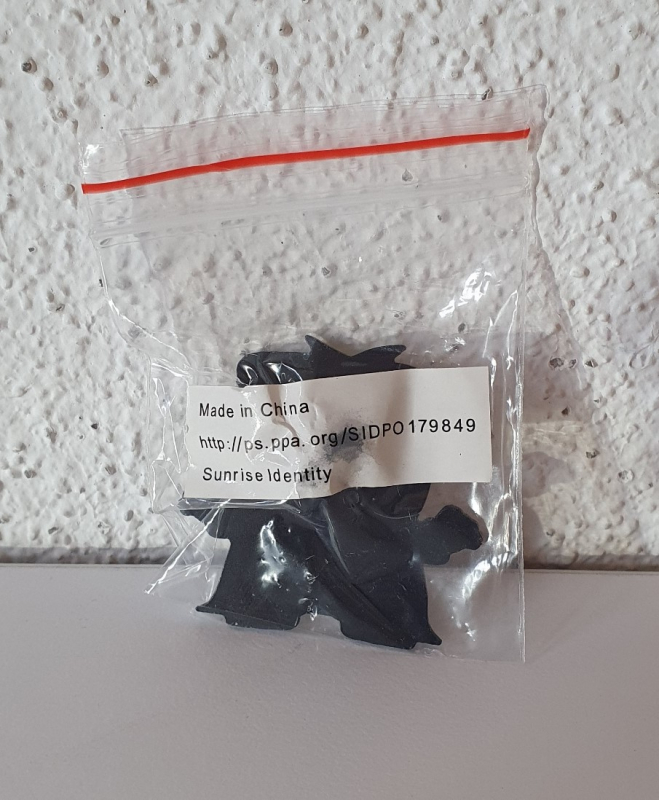 Made in China
http://ps.ppa.org/SIDPO179849
Sunrise Identity